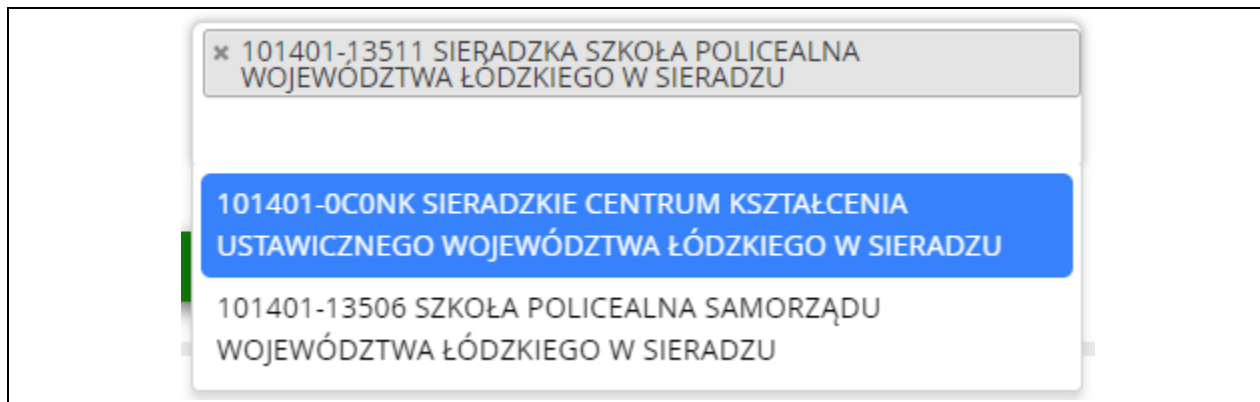 × 101401-13511 SIERADZKA SZKOŁA POLICEALNA
WOJEWÓDZTWA ŁÓDZKIEGO W SIERADZU
101401-0C0NK SIERADZKIE CENTRUM KSZTAŁCENIA
USTAWICZNEGO WOJEWÓDZTWA ŁÓDZKIEGO W SIERADZU
101401-13506 SZKOŁA POLICEALNA SAMORZĄDU
WOJEWÓDZTWA ŁÓDZKIEGO W SIERADZU